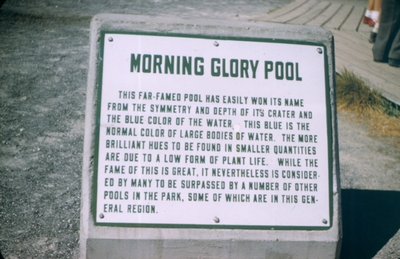 MORNING GLORY POOL
THIS FAR-FAMED POOL HAS EASILY WON ITS NAME
FROM THE SYMMETRY AND DEPTH OF IT'S CRATER AND
THE BLUE COLOR OF THE WATER. THIS BLUE IS THE
NORMAL COLOR OF LARGE BODIES OF WATER. THE MORE
BRILLIANT HUES TO BE FOUND IN SMALLER QUANTITIES
ARE DUE TO A LOW FORM OF PLANT LIFE. WHILE THE
FAME OF THIS IS GREAT, IT NEVERTHELESS IS CONSIDER-
ED BY MANY TO BE SURPASSED BY A NUMBER OF OTHER
POOLS IN THE PARK, SOME OF WHICH ARE IN THIS GEN-
ERAL REGION.